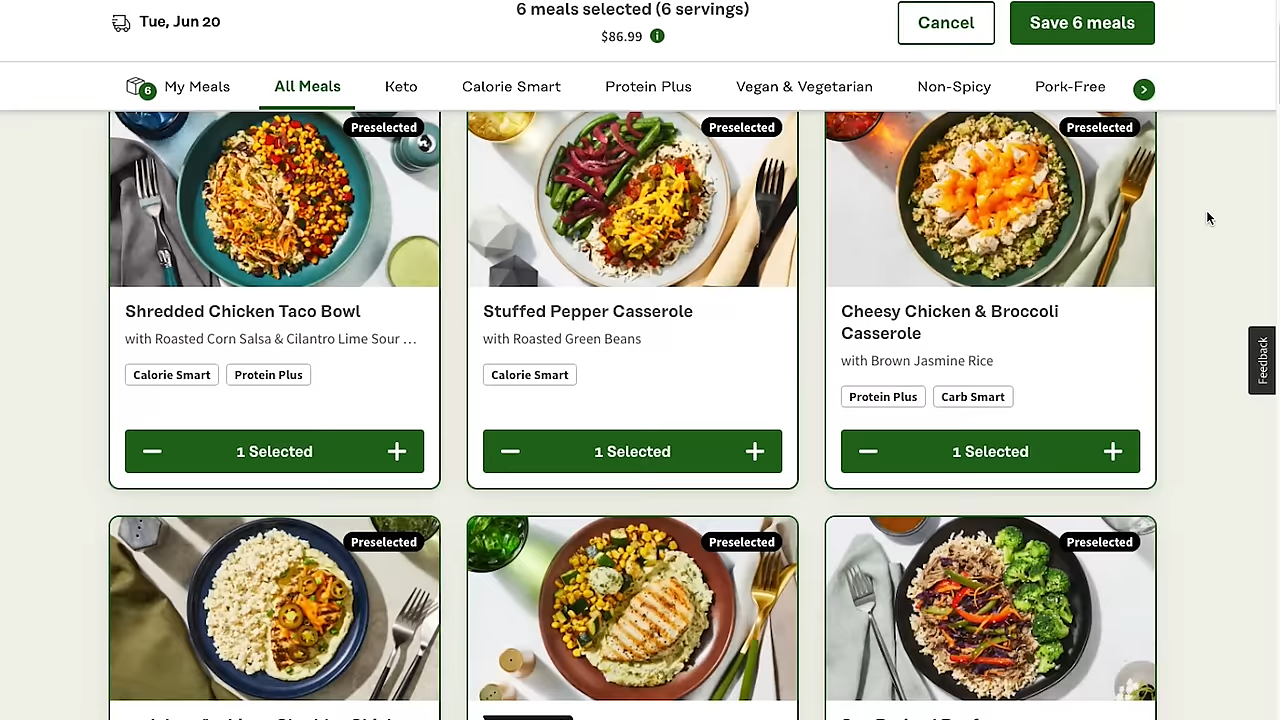 Tue, Jun 20
6 meals selected (6 servings)
$86.99
Cancel
Save 6 meals
6 My Meals
All Meals
Keto
Calorie Smart
Protein Plus
Vegan & Vegetarian
Non-Spicy
Pork-Free
Preselected
Preselected
Preselected
Shredded Chicken Taco Bowl
with Roasted Corn Salsa & Cilantro Lime Sour …
Calorie Smart
Protein Plus
1 Selected
Stuffed Pepper Casserole
with Roasted Green Beans
Calorie Smart
1 Selected
Cheesy Chicken & Broccoli
Casserole
with Brown Jasmine Rice
Protein Plus
Carb Smart
1 Selected
Feedback
Preselected
Preselected
Preselected